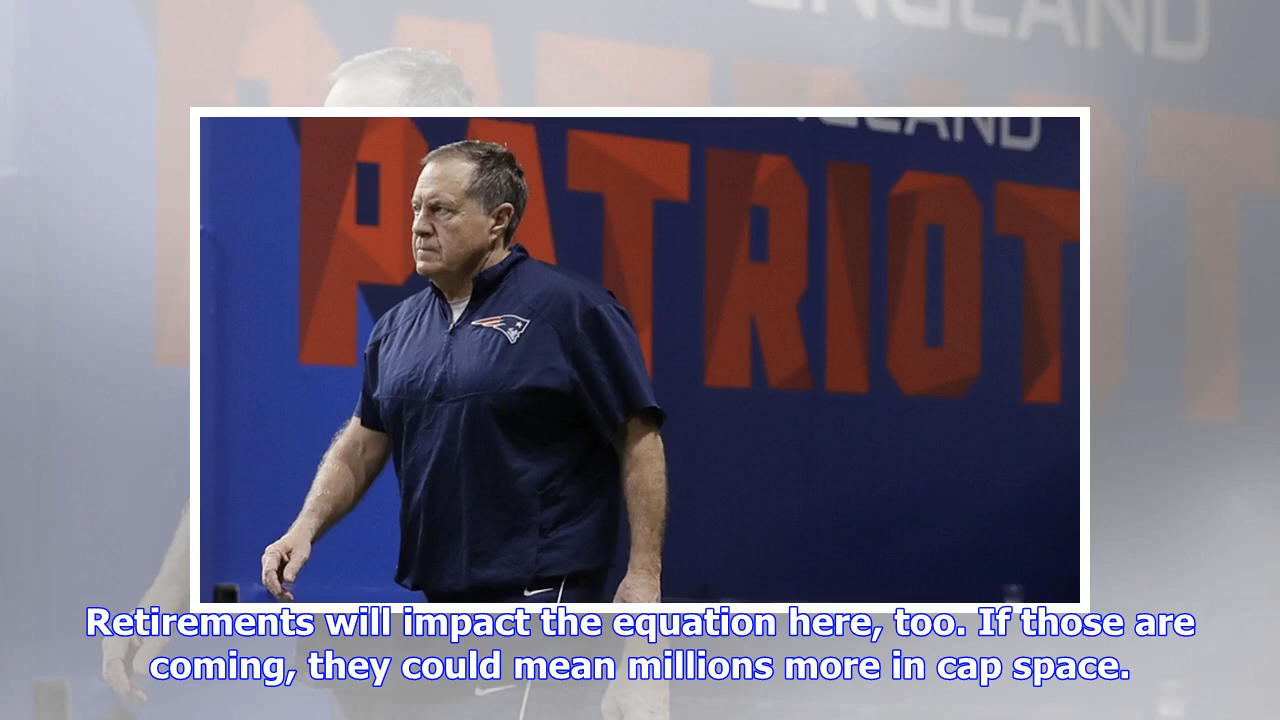 ENGLAND
PATRIOT
Retirements will impact the equation here, too. If those are
coming, they could mean millions more in cap space.